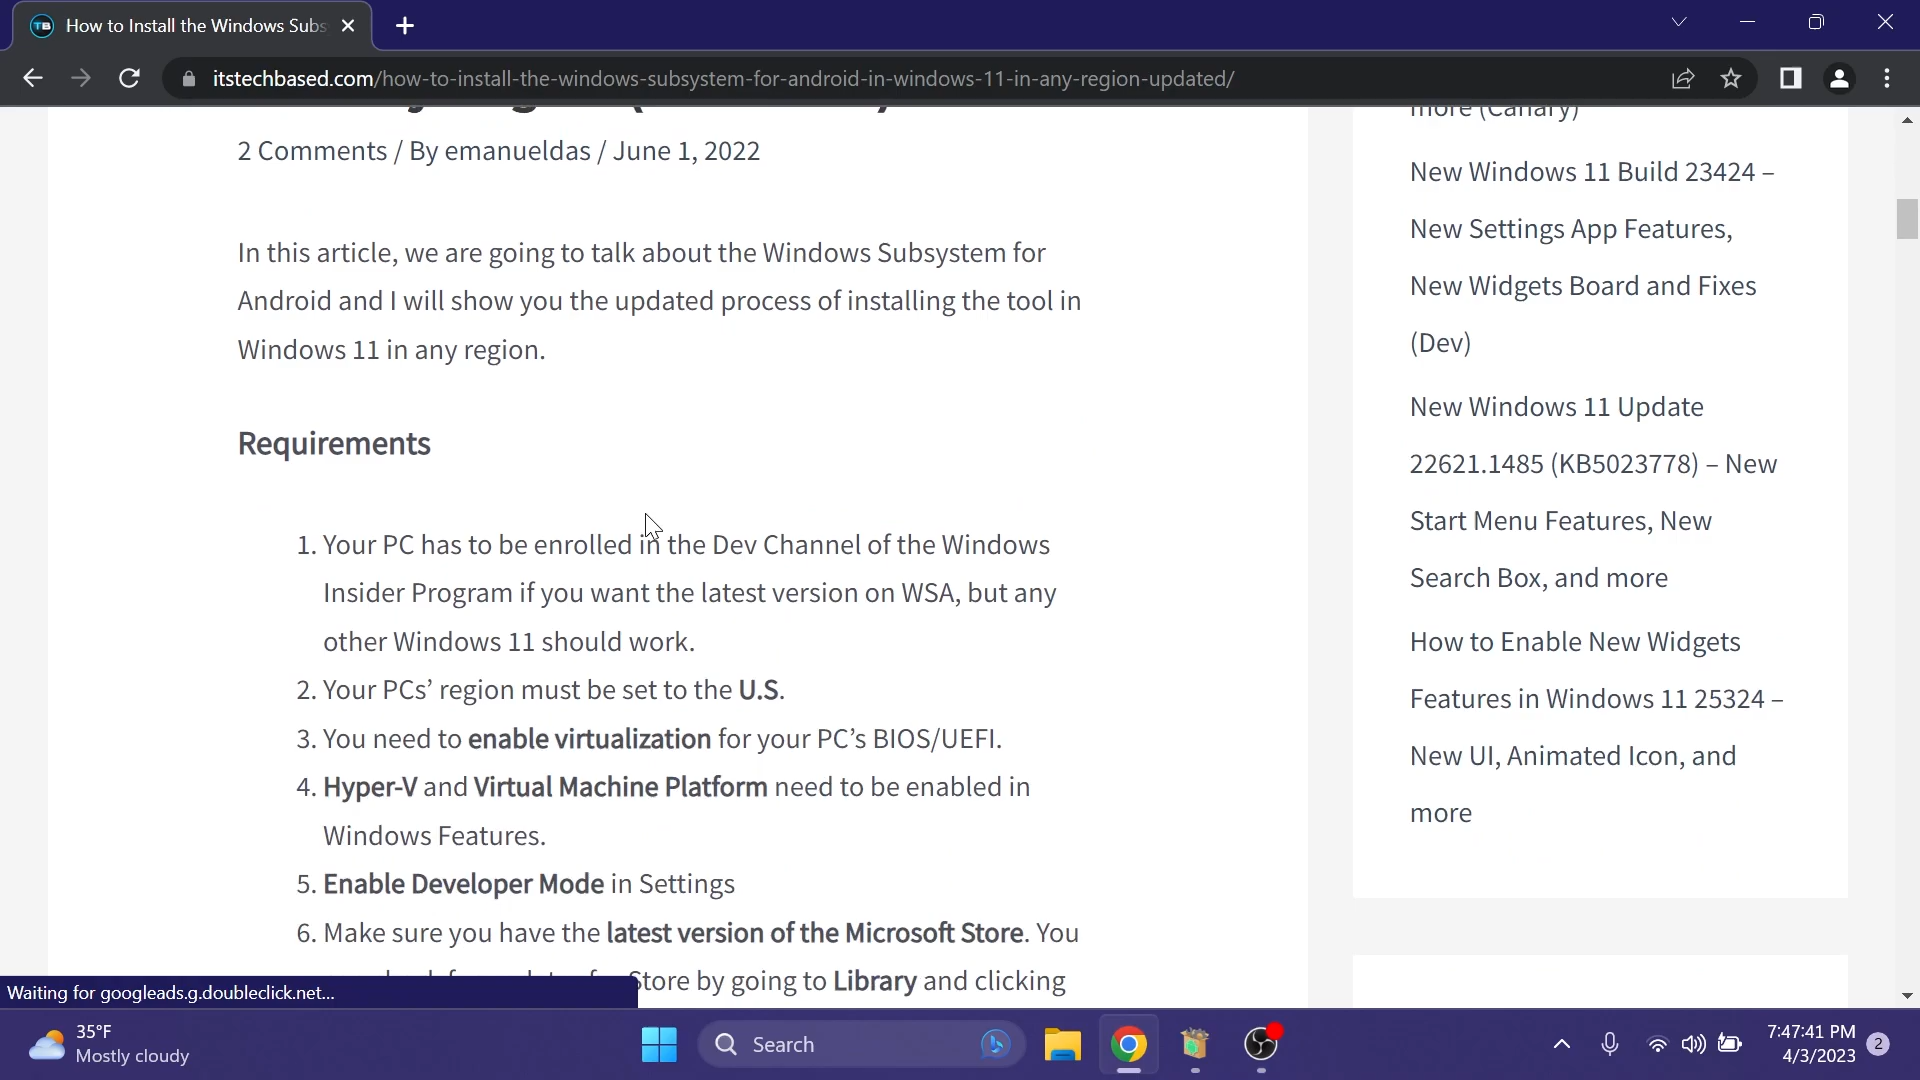 How to Install the Windows Subs
itstechbased.com/how-to-install-the-windows-subsystem-for-android-in-windows-11-in-any-region-updated/
2 Comments / By emanueldas / June 1, 2022
In this article, we are going to talk about the Windows Subsystem for
Android and I will show you the updated process of installing the tool in
Windows 11 in any region.
Requirements
1. Your PC has to be enrolled in the Dev Channel of the Windows
Insider Program if you want the latest version on WSA, but any
other Windows 11 should work.
2. Your PCs’ region must be set to the U.S.
3. You need to enable virtualization for your PC’s BIOS/UEFI.
4. Hyper-V and Virtual Machine Platform need to be enabled in
Windows Features.
5. Enable Developer Mode in Settings
6. Make sure you have the latest version of the Microsoft Store. You
Store by going to Library and clicking
more (Canary)
New Windows 11 Build 23424 –
New Settings App Features,
New Widgets Board and Fixes
(Dev)
New Windows 11 Update
22621.1485 (KB5023778) – New
Start Menu Features, New
Search Box, and more
How to Enable New Widgets
Features in Windows 11 25324 –
New UI, Animated Icon, and
more
Waiting for googleads.g.doubleclick.net...
35°F
Mostly cloudy
Search
7:47:41 PM
4/3/2023
2